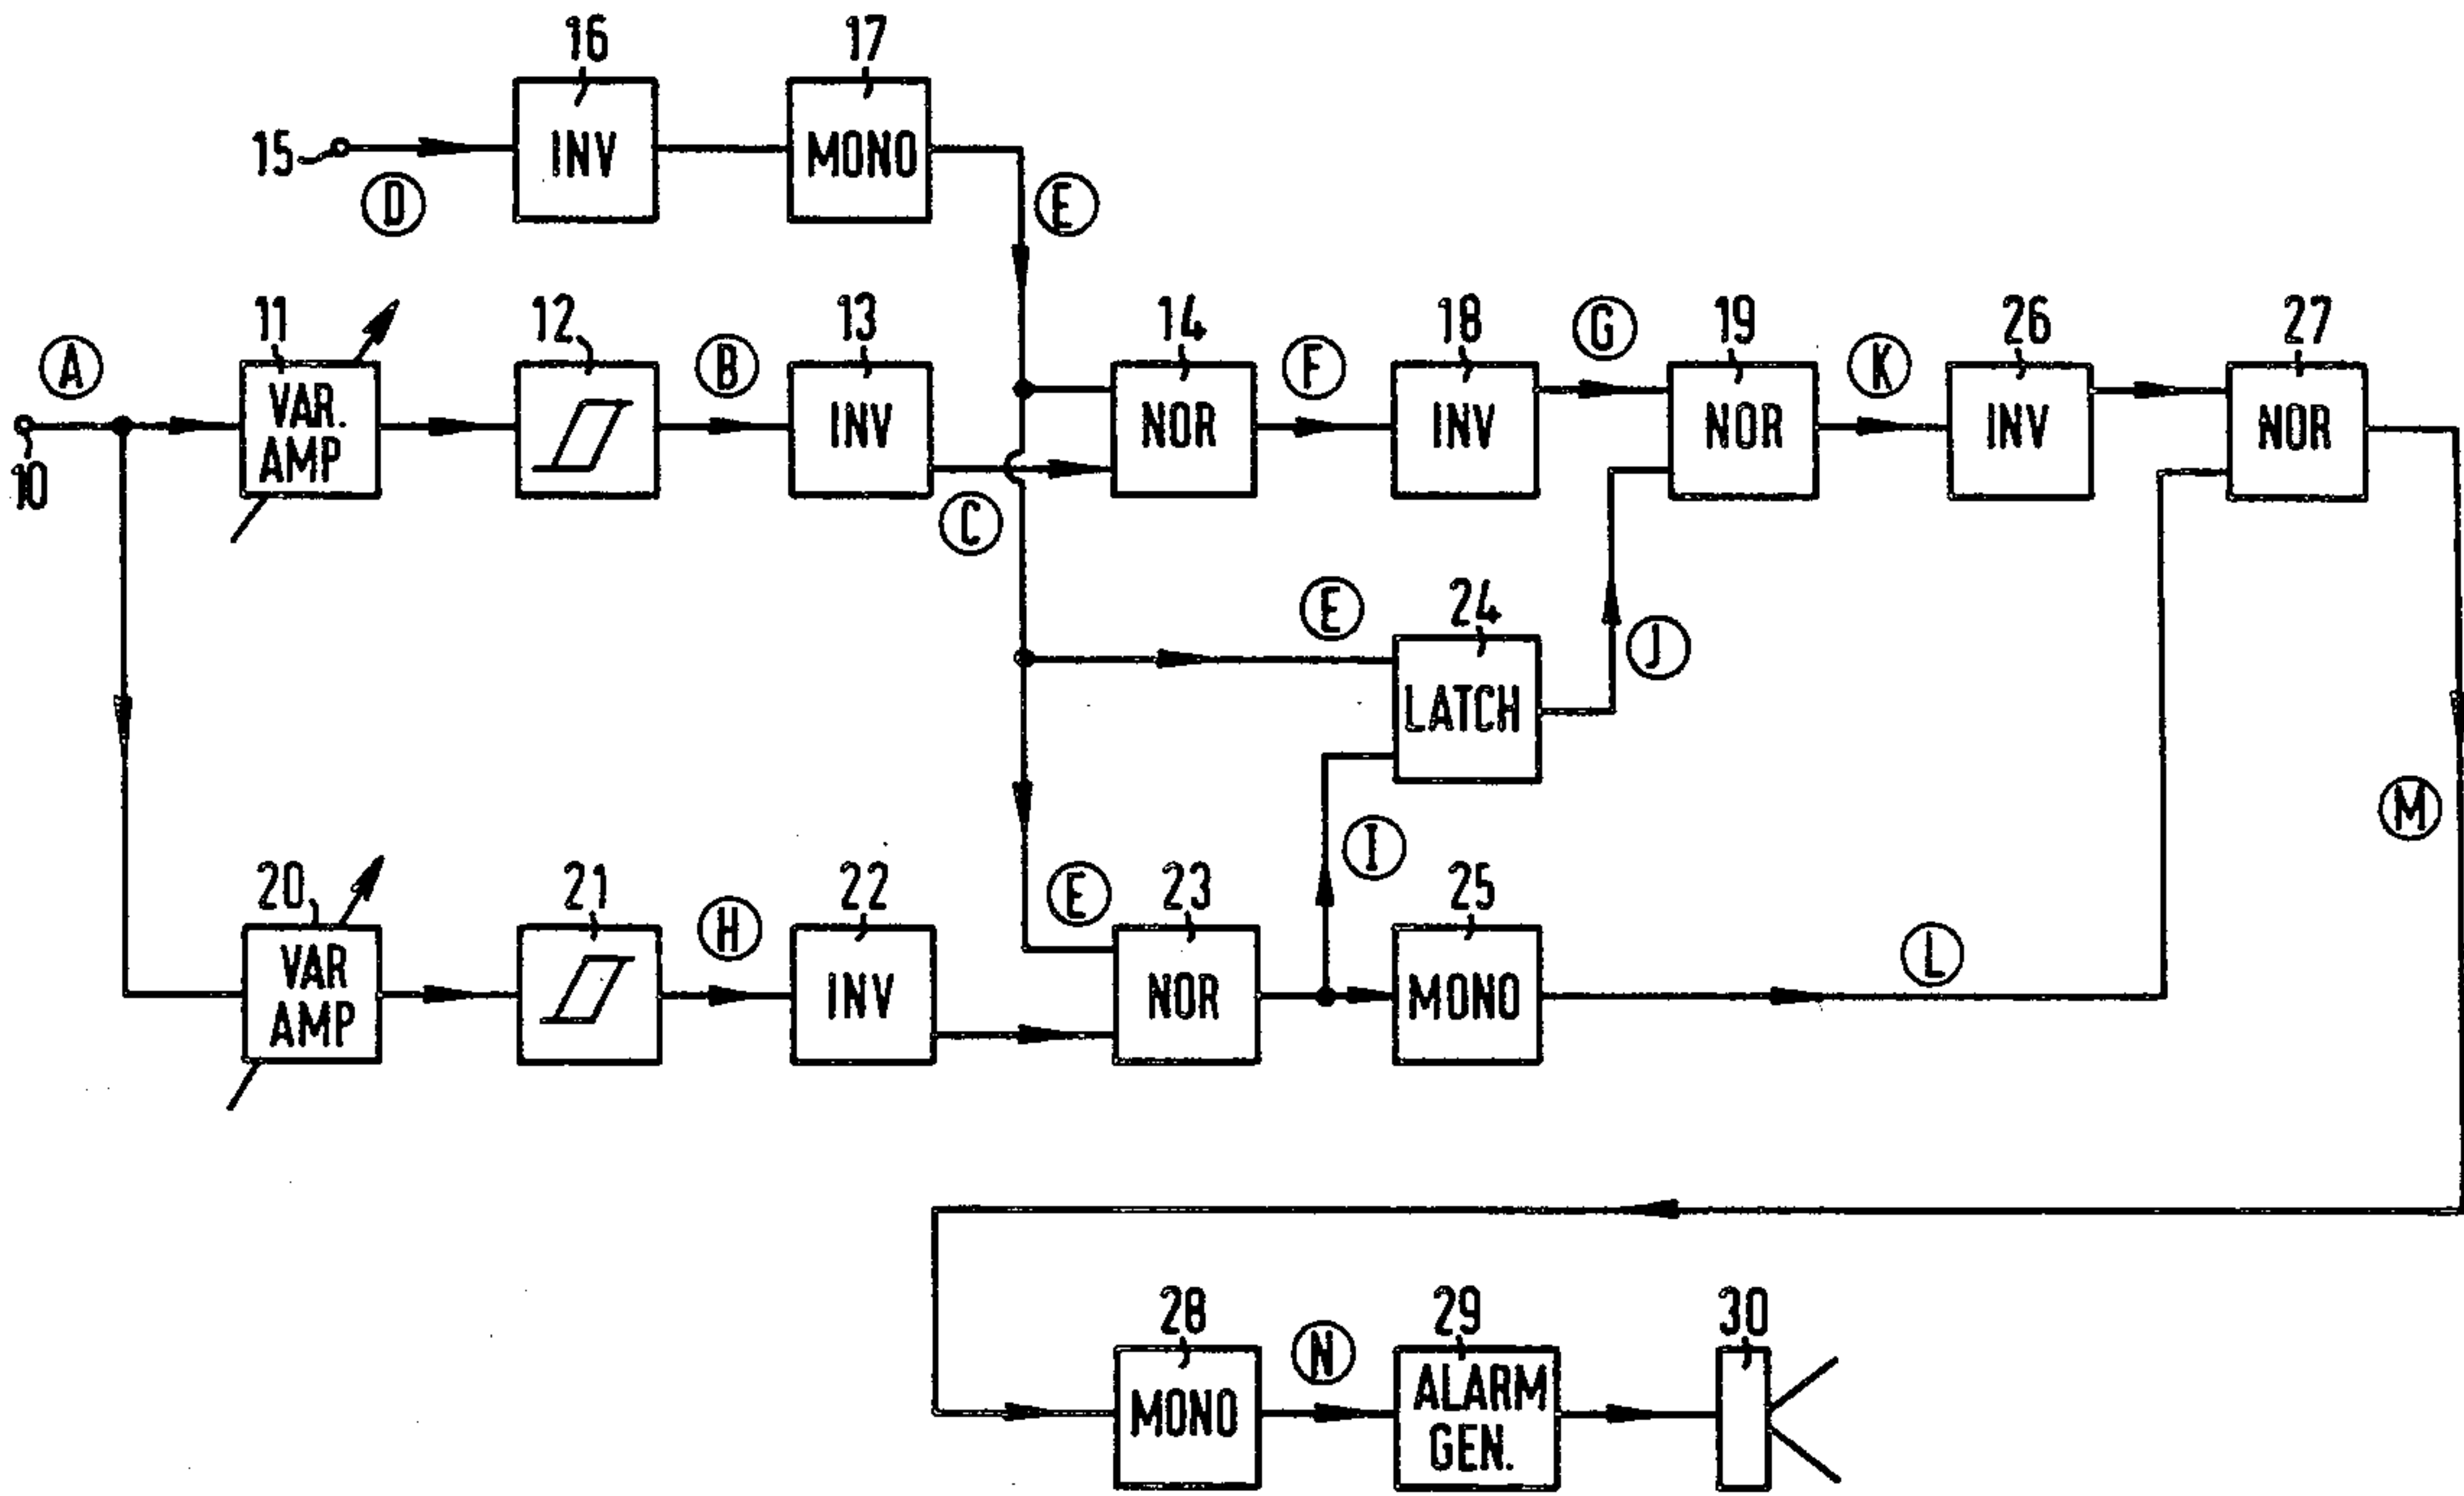 16 17
15 INV MONO
D E
11 12 13 14 18 G 19 26 27
A B F K
VAR. AMP INV NOR INV NOR INV NOR
10
C
E 24
LATCH J
I M
20 21 22 E 23 25
H L
VAR AMP INV NOR MONO
28 29 30
N
MONO ALARM GEN.